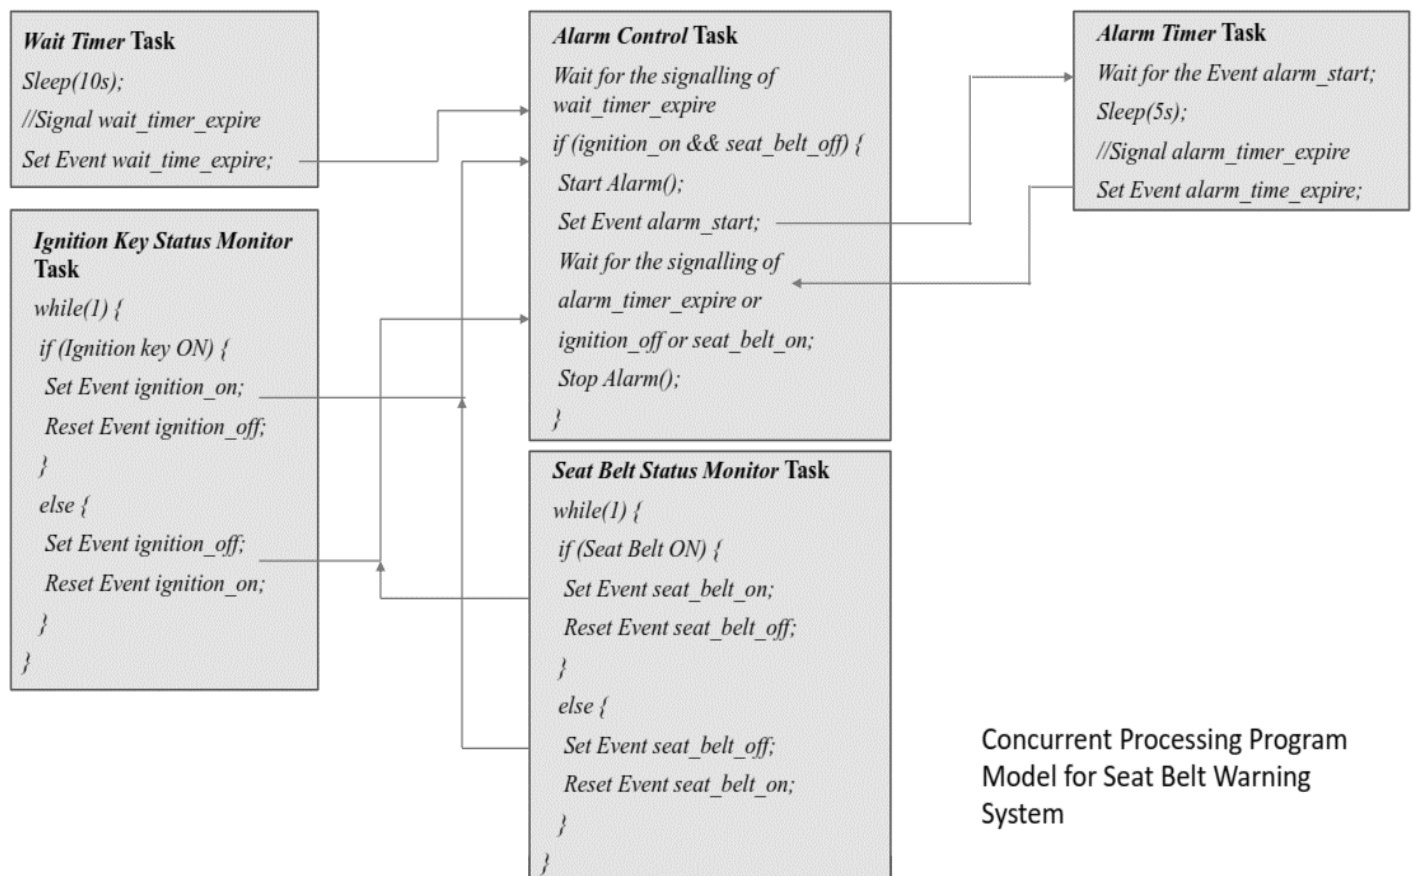 Wait Timer Task
Sleep(10s);
//Signal wait_timer_expire
Set Event wait_time_expire;
Ignition Key Status Monitor
Task
while(1) {
if (Ignition key ON) {
Set Event ignition_on;
Reset Event ignition_off;
}
else {
Set Event ignition_off;
Reset Event ignition_on;
}
}
Alarm Control Task
Wait for the signalling of
wait_timer_expire
if (ignition_on && seat_belt_off) {
Start Alarm();
Set Event alarm_start;
Wait for the signalling of
alarm_timer_expire or
ignition_off or seat_belt_on;
Stop Alarm();
}
Seat Belt Status Monitor Task
while(1) {
if (Seat Belt ON) {
Set Event seat_belt_on;
Reset Event seat_belt_off;
}
else {
Set Event seat_belt_off;
Reset Event seat_belt_on;
}
}
Alarm Timer Task
Wait for the Event alarm_start;
Sleep(5s);
//Signal alarm_timer_expire
Set Event alarm_time_expire;
Concurrent Processing Program
Model for Seat Belt Warning
System